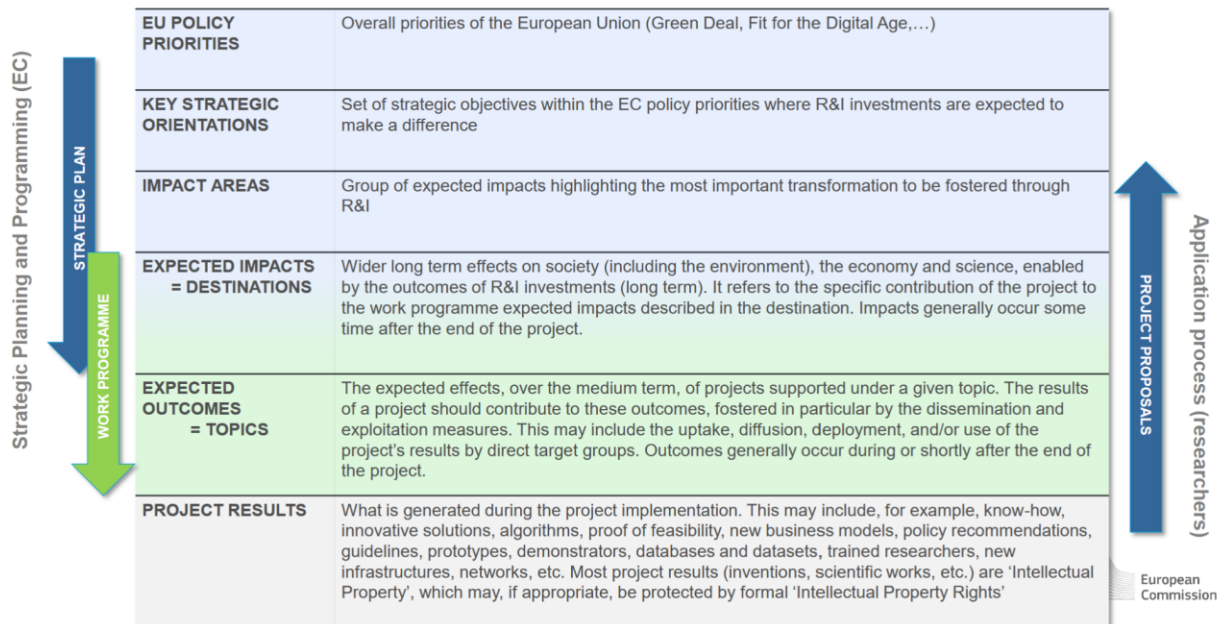 Strategic Planning and Programming (EC)
STRATEGIC PLAN
WORK PROGRAMME
EU POLICY
PRIORITIES
Overall priorities of the European Union (Green Deal, Fit for the Digital Age,…)
KEY STRATEGIC
ORIENTATIONS
Set of strategic objectives within the EC policy priorities where R&I investments are expected to
make a difference
IMPACT AREAS
Group of expected impacts highlighting the most important transformation to be fostered through
R&I
EXPECTED IMPACTS
= DESTINATIONS
Wider long term effects on society (including the environment), the economy and science, enabled
by the outcomes of R&I investments (long term). It refers to the specific contribution of the project to
the work programme expected impacts described in the destination. Impacts generally occur some
time after the end of the project.
EXPECTED
OUTCOMES
= TOPICS
The expected effects, over the medium term, of projects supported under a given topic. The results
of a project should contribute to these outcomes, fostered in particular by the dissemination and
exploitation measures. This may include the uptake, diffusion, deployment, and/or use of the
project's results by direct target groups. Outcomes generally occur during or shortly after the end of
the project.
PROJECT RESULTS
What is generated during the project implementation. This may include, for example, know-how,
innovative solutions, algorithms, proof of feasibility, new business models, policy recommendations,
guidelines, prototypes, demonstrators, databases and datasets, trained researchers, new
infrastructures, networks, etc. Most project results (inventions, scientific works, etc.) are 'Intellectual
Property', which may, if appropriate, be protected by formal 'Intellectual Property Rights'
PROJECT PROPOSALS
Application process (researchers)
European
Commission